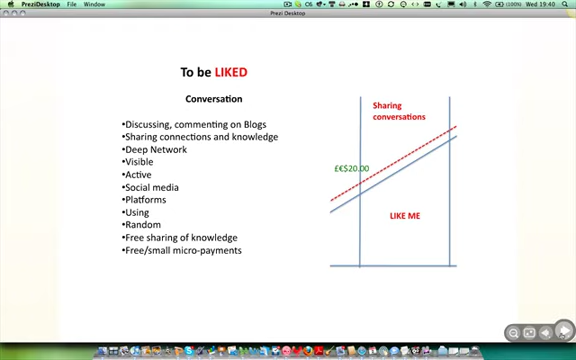 PreziDesktop File Window
(100%) Wed 19:40
Prezi Desktop
To be LIKED
Conversation
•Discussing, commenting on Blogs
•Sharing connections and knowledge
•Deep Network
•Visible
•Active
•Social media
•Platforms
•Using
•Random
•Free sharing of knowledge
•Free/small micro-payments
Sharing
conversations
£€$20.00
LIKE ME